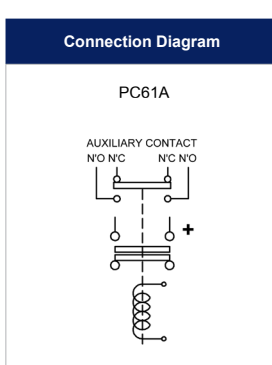 Connection Diagram
PC61A
AUXILIARY CONTACT
N'O N'C N'C N'O
+